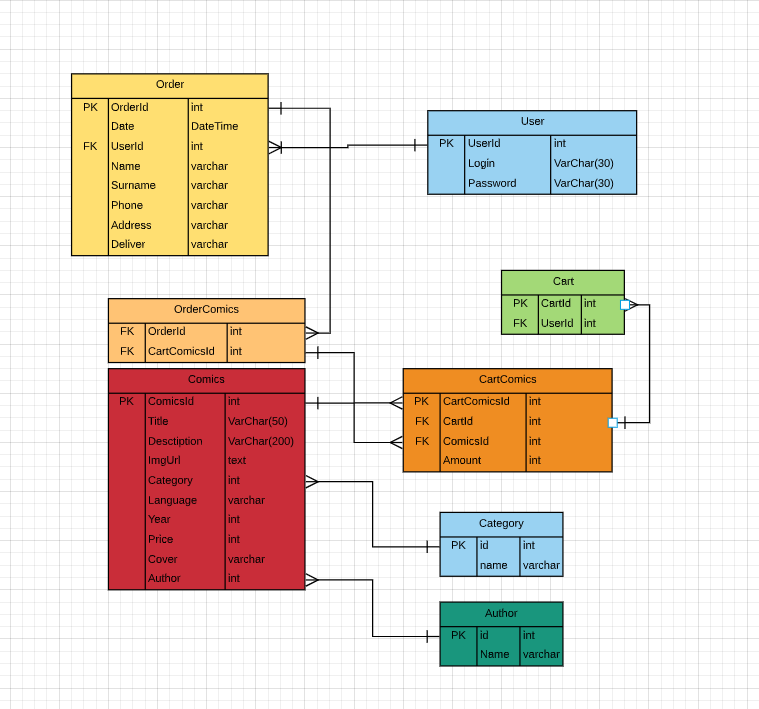 Order
PK OrderId int
Date DateTime
FK UserId int
Name varchar
Surname varchar
Phone varchar
Address varchar
Deliver varchar
User
PK UserId int
Login VarChar(30)
Password VarChar(30)
Cart
PK CartId int
FK UserId int
OrderComics
FK OrderId int
FK CartComicsId int
Comics
PK ComicsId int
Title VarChar(50)
Desctiption VarChar(200)
ImgUrl text
Category int
Language varchar
Year int
Price int
Cover varchar
Author int
CartComics
PK CartComicsId int
FK CartId int
FK ComicsId int
Amount int
Category
PK id int
name varchar
Author
PK id int
Name varchar